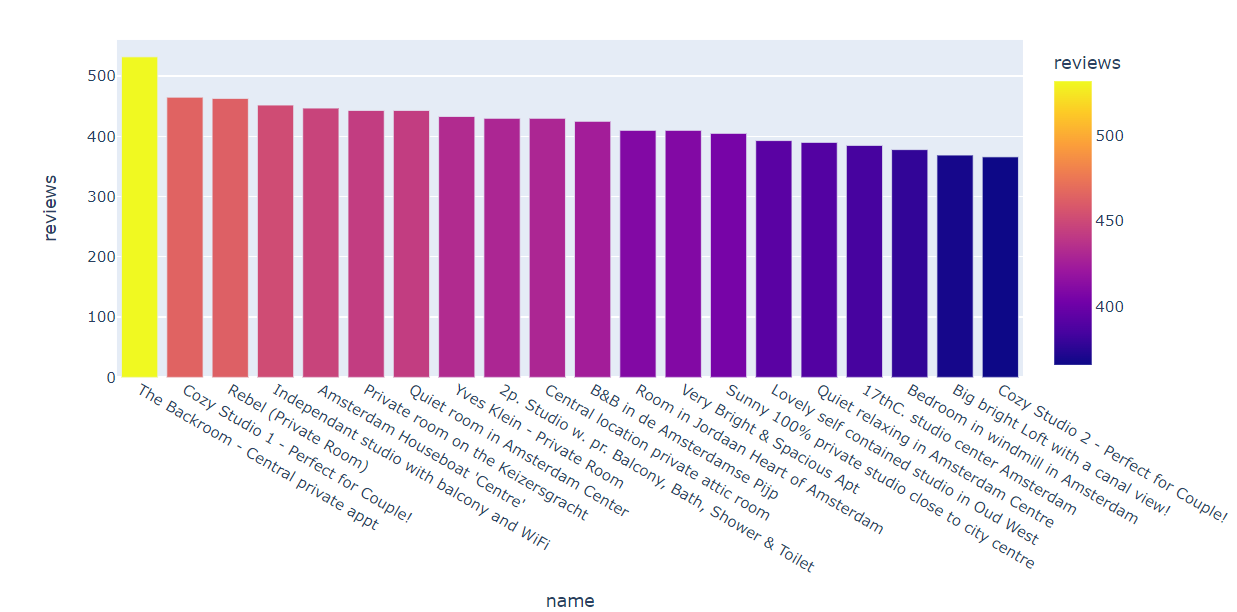 reviews
500
400
300
200
100
0
reviews
500
450
400
The Backroom - Central private appt
Cozy Studio 1 - Perfect for Couple!
Rebel (Private Room)
Independant studio with balcony and WiFi
Amsterdam Houseboat 'Centre'
Private room on the Keizersgracht
Quiet room in Amsterdam Center
Yves Klein - Private Room
2p. Studio w. pr. Balcony, Bath, Shower & Toilet
Central location private attic room
B&B in de Amsterdamse Pijp
Room in Jordaan Heart of Amsterdam
Very Bright & Spacious Apt
Sunny 100% private studio close to city centre
Lovely self contained studio in Oud West
Quiet relaxing in Amsterdam Centre
17thC. studio center Amsterdam
Bedroom in windmill in Amsterdam
Big bright Loft with a canal view!
Cozy Studio 2 - Perfect for Couple!
name